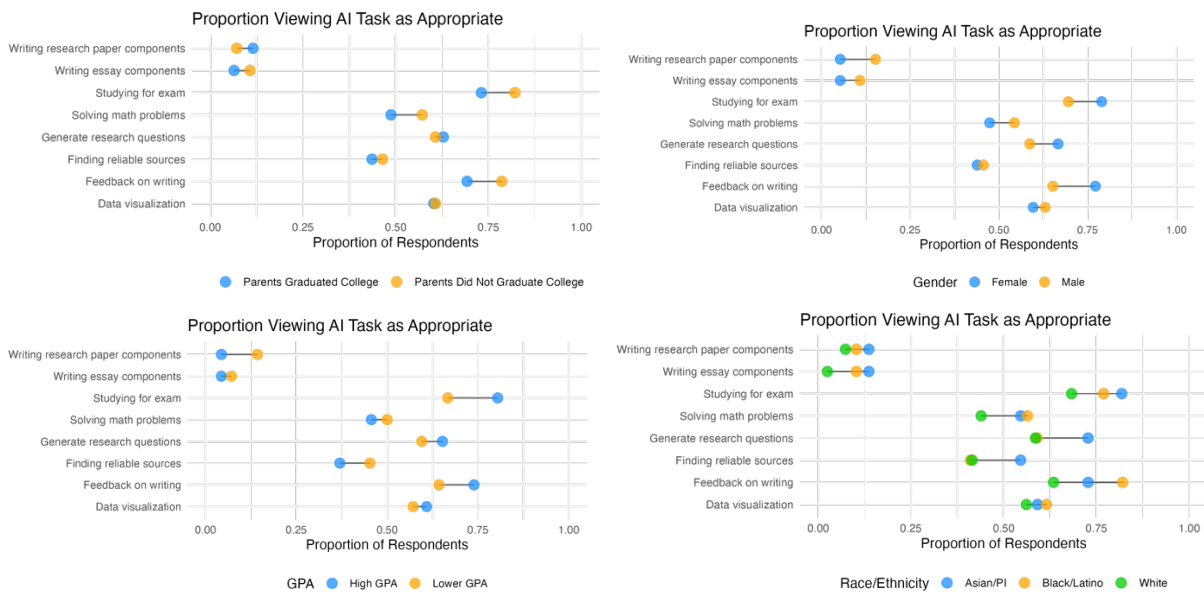 Proportion Viewing AI Task as Appropriate
Writing research paper components
Writing essay components
Studying for exam
Solving math problems
Generate research questions
Finding reliable sources
Feedback on writing
Data visualization
0.00 0.25 0.50 0.75 1.00
Proportion of Respondents
Parents Graduated College Parents Did Not Graduate College
Proportion Viewing AI Task as Appropriate
Writing research paper components
Writing essay components
Studying for exam
Solving math problems
Generate research questions
Finding reliable sources
Feedback on writing
Data visualization
0.00 0.25 0.50 0.75 1.00
Proportion of Respondents
Gender Female Male
Proportion Viewing AI Task as Appropriate
Writing research paper components
Writing essay components
Studying for exam
Solving math problems
Generate research questions
Finding reliable sources
Feedback on writing
Data visualization
0.00 0.25 0.50 0.75 1.00
Proportion of Respondents
GPA High GPA Lower GPA
Proportion Viewing AI Task as Appropriate
Writing research paper components
Writing essay components
Studying for exam
Solving math problems
Generate research questions
Finding reliable sources
Feedback on writing
Data visualization
0.00 0.25 0.50 0.75 1.00
Proportion of Respondents
Race/Ethnicity Asian/PI Black/Latino White